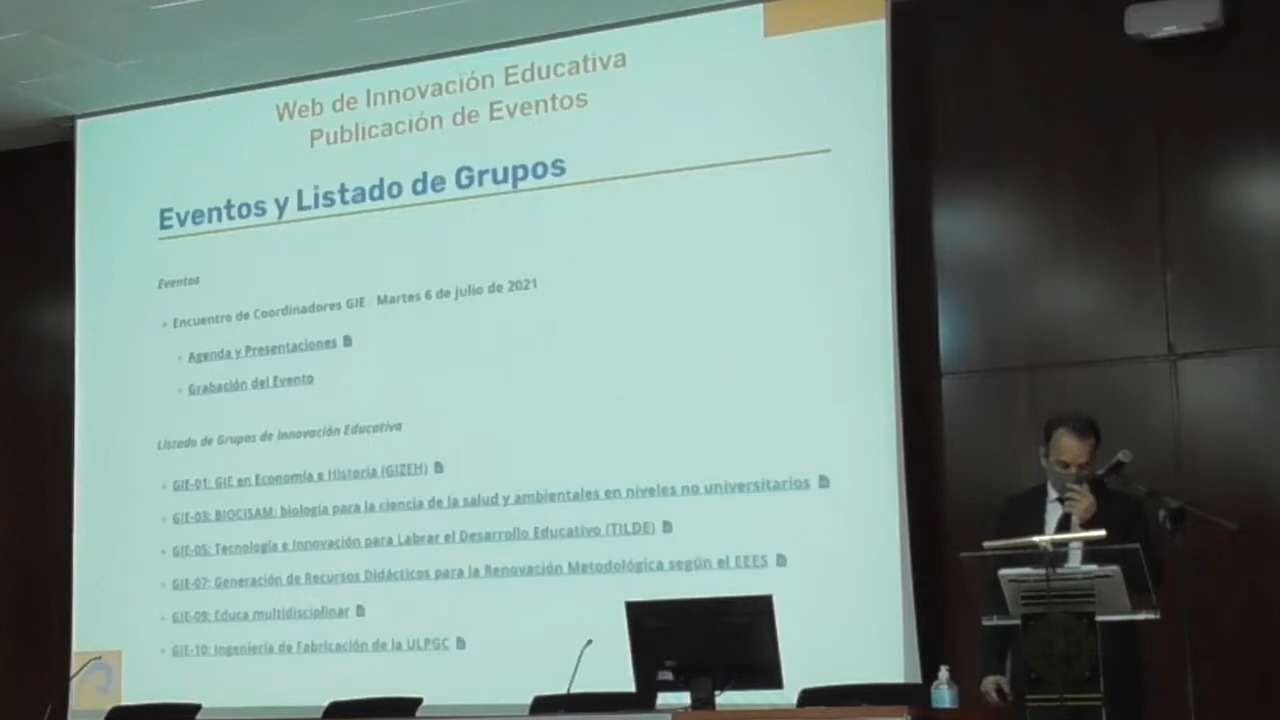 Web de Innovación Educativa
Publicación de Eventos
Eventos y Listado de Grupos
Eventos
Encuentro de Coordinadores GIE Martes 6 de julio de 2021
Agenda y Presentaciones
Grabación del Evento
Listado de Grupos de Innovación Educativa
GIE-01: GIE en Economía e Historia (GIZEH)
GIE-03: BIOCISAM: biología para la ciencia de la salud y ambientales en niveles no universitarios
GIE-05: Tecnología e Innovación para Labrar el Desarrollo Educativo (TILDE)
GIE-07: Generación de Recursos Didácticos para la Renovación Metodológica según el EEES
GIE-09: Educa multidisciplinar
GIE-10: Ingeniería de Fabricación de la ULPGC